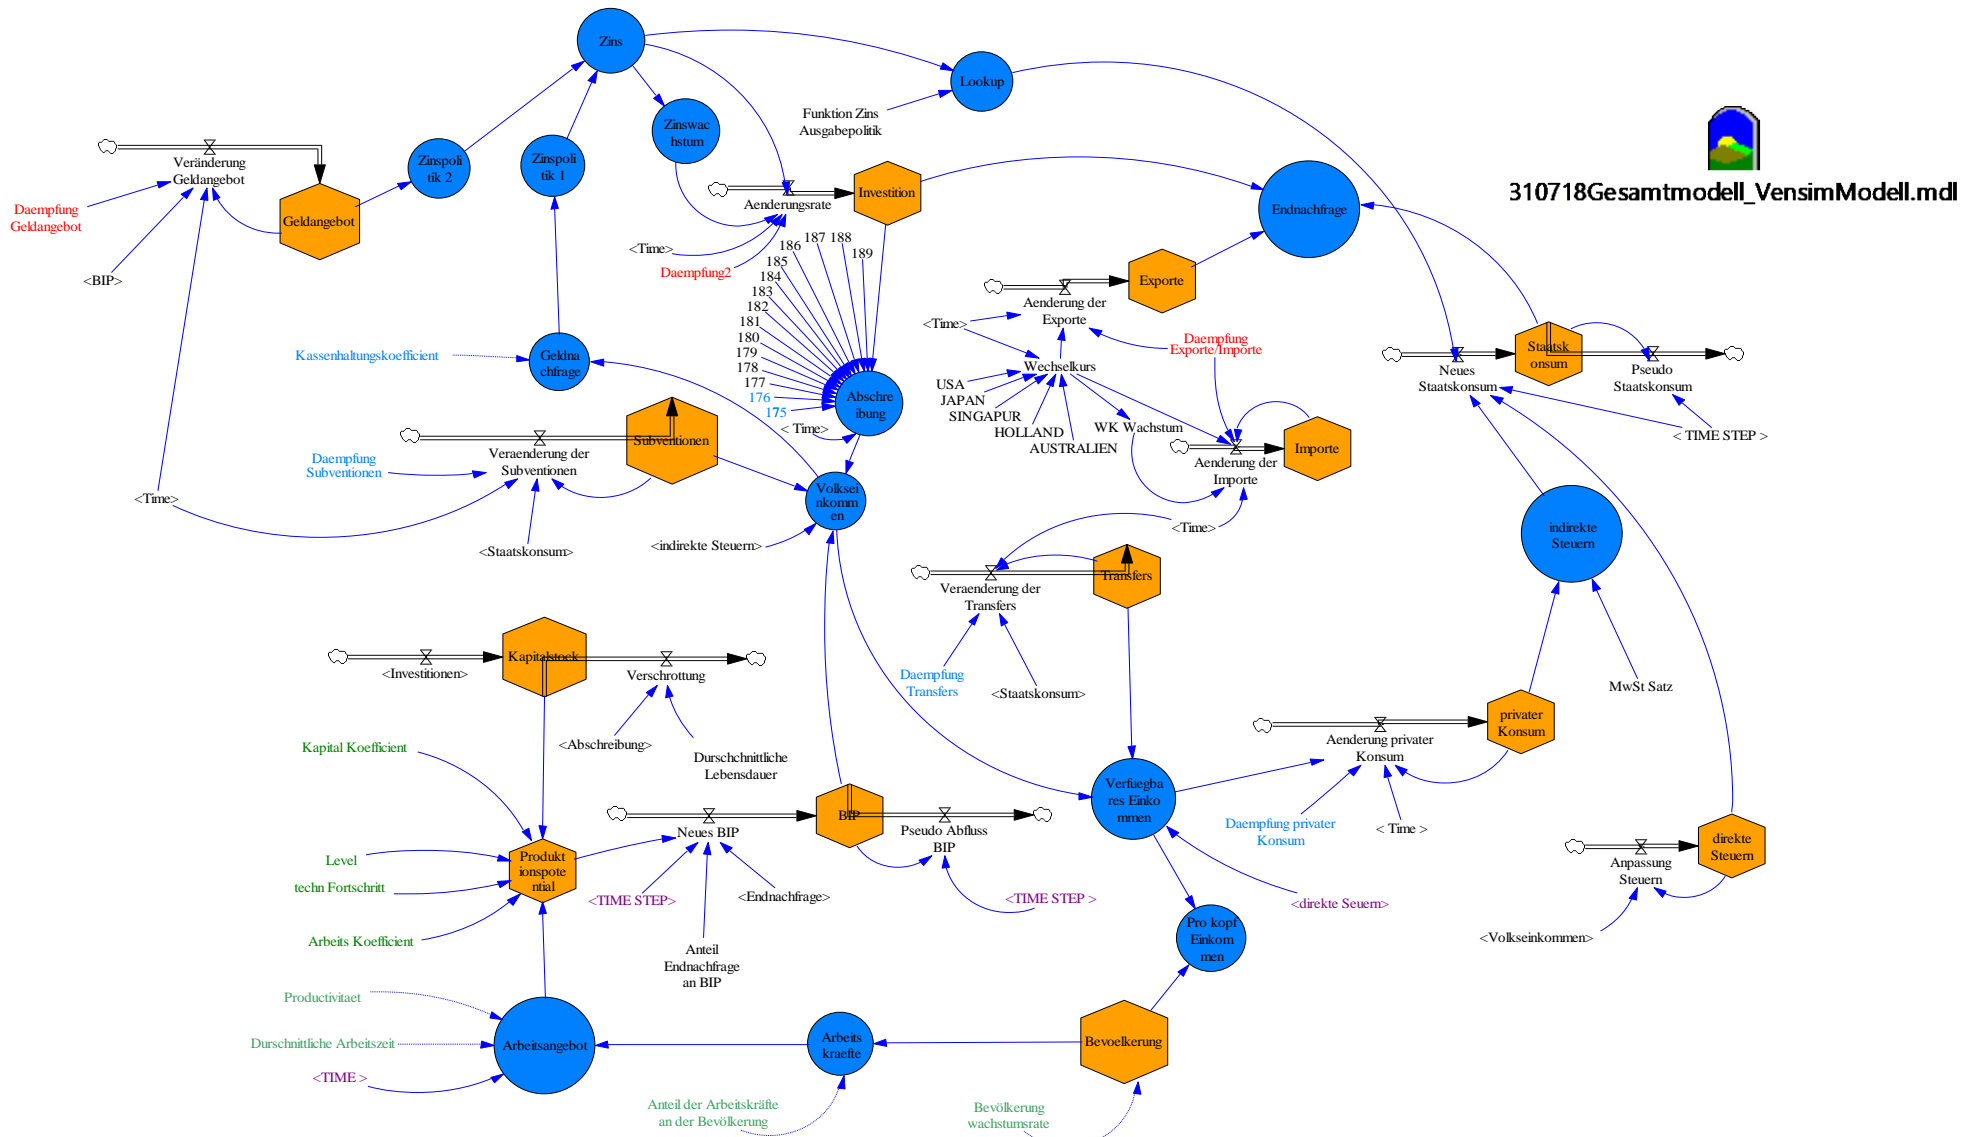 Zins
Lookup
Funktion Zins
Ausgabepolitik
Zinswac
hstum
Zinspoli
tik 2
Zinspoli
tik 1
Veränderung
Geldangebot
Daempfung
Geldangebot
<BIP>
Geldangebot
Aenderungsrate
Investition
<Time>
Daempfung2
Endnachfrage
310718Gesamtmodell_VensimModell.mdl
Exporte
Aenderung der
Exporte
<Time>
Daempfung
Exporte/Importe
Wechselkurs
USA
JAPAN
SINGAPUR
HOLLAND
AUSTRALIEN
WK Wachstum
Aenderung der
Importe
Importe
<Time>
189
188
187
186
185
184
183
182
181
180
179
178
177
176
175
< Time>
Abschre
ibung
Kassenhaltungskoefficient
Geldna
chfrage
Staatsk
onsum
Neues
Staatskonsum
Pseudo
Staatskonsum
< TIME STEP >
Subventionen
Veraenderung der
Subventionen
Daempfung
Subventionen
<Time>
<Staatskonsum>
Volksei
nkomm
en
<indirekte Steuern>
indirekte
Steuern
MwSt Satz
Transfers
Veraenderung der
Transfers
Daempfung
Transfers
<Staatskonsum>
Kapitalstock
<Investitionen>
Verschrottung
<Abschreibung>
Durschchnittliche
Lebensdauer
Kapital Koefficient
Level
techn Fortschritt
Arbeits Koefficient
Produkt
ionspote
ntial
Neues BIP
<TIME STEP>
Anteil
Endnachfrage
an BIP
<Endnachfrage>
BIP
Pseudo Abfluss
BIP
<TIME STEP >
Verfuegba
res Einko
mmen
privater
Konsum
Aenderung privater
Konsum
Daempfung privater
Konsum
< Time >
<direkte Seuern>
direkte
Steuern
Anpassung
Steuern
<Volkseinkommen>
Pro kopf
Einkom
men
Productivitaet
Durschnittliche Arbeitszeit
<TIME >
Arbeitsangebot
Arbeits
kraefte
Bevoelkerung
Anteil der Arbeitskräfte
an der Bevölkerung
Bevölkerung
wachstumsrate